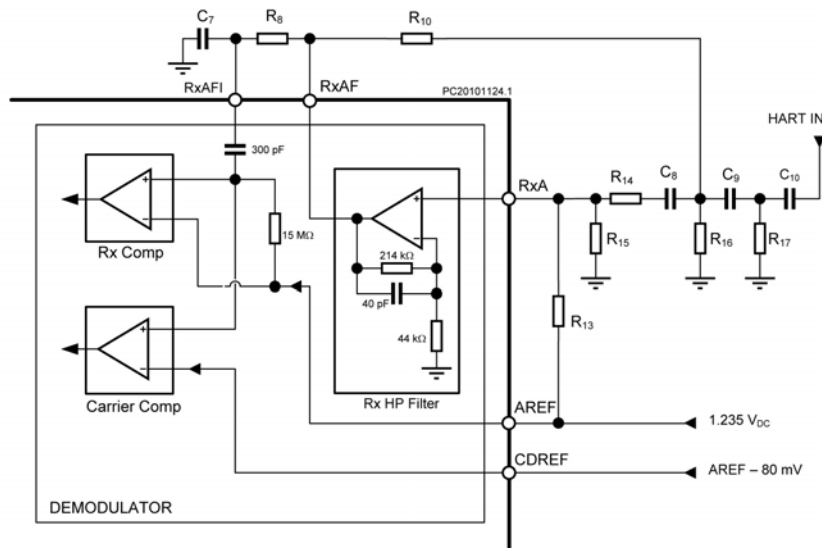 C7
R8
R10
RxAFI
RxAF
PC20101124.1
HART IN
300 pF
RxA
R14
C8
C9
C10
+
−
Rx Comp
15 MΩ
+
−
214 kΩ
40 pF
44 kΩ
Rx HP Filter
R15
R16
R17
R13
+
−
Carrier Comp
AREF
1.235 VDC
CDREF
AREF – 80 mV
DEMODULATOR